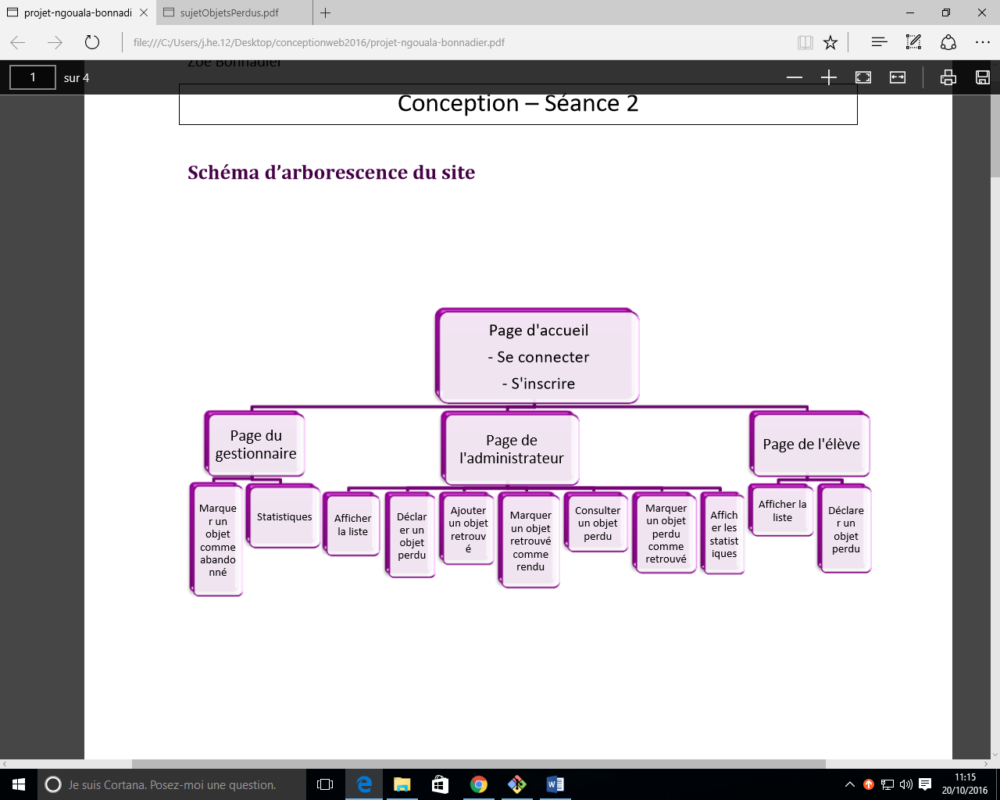 projet-ngouala-bonnadi
sujetObjetsPerdus.pdf
file:///C:/Users/j.he.12/Desktop/conceptionweb2016/projet-ngouala-bonnadier.pdf
Zoé Bonnadier
1
sur 4
Conception – Séance 2
Schéma d’arborescence du site
Page d'accueil
- Se connecter
- S'inscrire
Page du
gestionnaire
Page de
l'administrateur
Page de l'élève
Marque
r un
objet
comme
abando
nné
Statistiques
Afficher
la liste
Déclar
er un
objet
perdu
Ajouter
un objet
retrouv
é
Marquer
un objet
retrouvé
comme
rendu
Consulter
un objet
perdu
Marquer
un objet
perdu
comme
retrouvé
Affich
er les
statist
iques
Afficher la
liste
Déclare
r un
objet
perdu
Je suis Cortana. Posez-moi une question.
11:15
20/10/2016